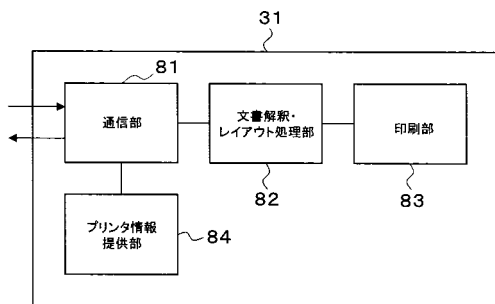 31
81
通信部
文書解釈・
レイアウト処理部
82
印刷部
83
プリンタ情報
提供部
84